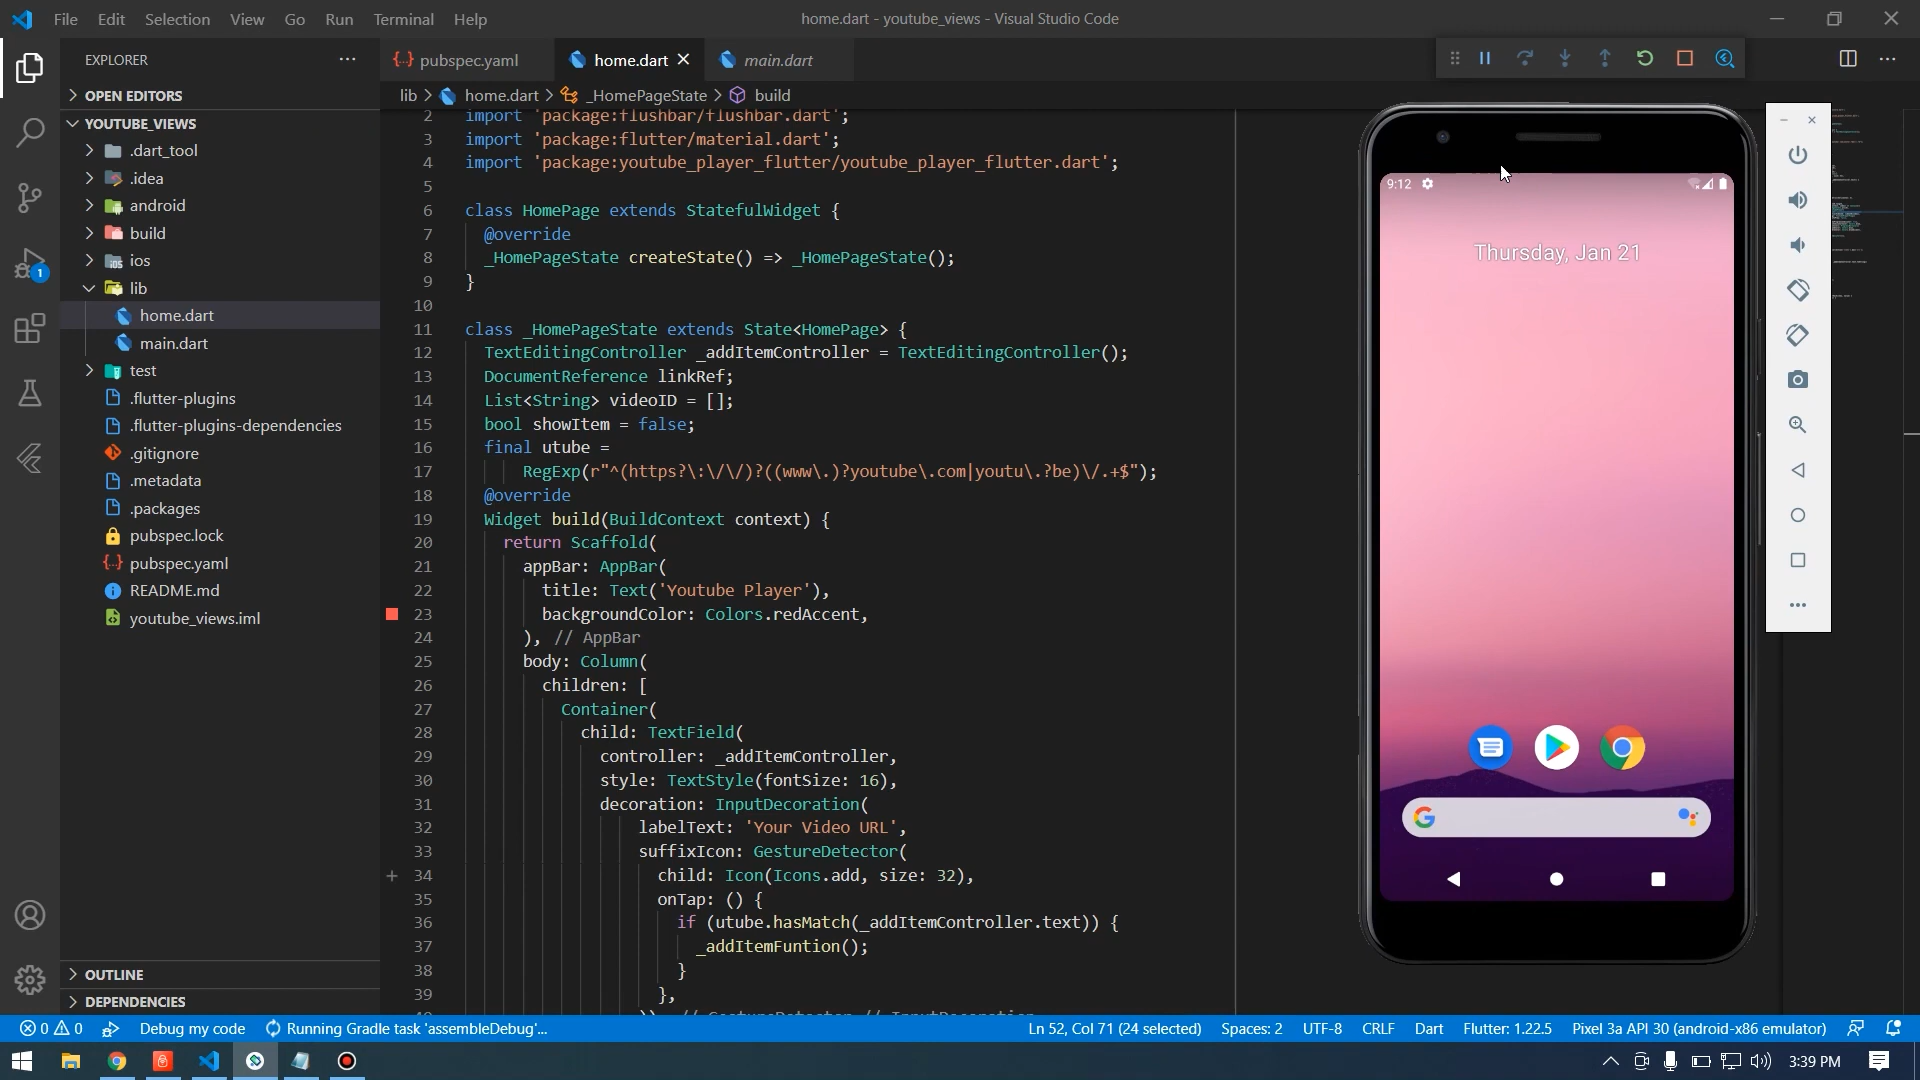 File Edit Selection View Go Run Terminal Help
home.dart - youtube_views - Visual Studio Code
EXPLORER
pubspec.yaml
home.dart
main.dart
OPEN EDITORS
lib > home.dart > _HomePageState > build
YOUTUBE_VIEWS
.dart_tool
.idea
android
build
ios
lib
home.dart
main.dart
test
.flutter-plugins
.flutter-plugins-dependencies
.gitignore
.metadata
.packages
pubspec.lock
pubspec.yaml
README.md
youtube_views.iml
OUTLINE
DEPENDENCIES
1
2 import 'package:flushbar/flushbar.dart';
3 import 'package:flutter/material.dart';
4 import 'package:youtube_player_flutter/youtube_player_flutter.dart';
5
6 class HomePage extends StatefulWidget {
7 @override
8 _HomePageState createState() => _HomePageState();
9 }
10
11 class _HomePageState extends State<HomePage> {
12 TextEditingController _addItemController = TextEditingController();
13 DocumentReference linkRef;
14 List<String> videoID = [];
15 bool showItem = false;
16 final utube =
17 RegExp(r"^(https?\:\/\/)?((www\.)?youtube\.com|youtu\.?be)\/.+$");
18 @override
19 Widget build(BuildContext context) {
20 return Scaffold(
21 appBar: AppBar(
22 title: Text('Youtube Player'),
23 backgroundColor: Colors.redAccent,
24 ), // AppBar
25 body: Column(
26 children: [
27 Container(
28 child: TextField(
29 controller: _addItemController,
30 style: TextStyle(fontSize: 16),
31 decoration: InputDecoration(
32 labelText: 'Your Video URL',
33 suffixIcon: GestureDetector(
34 child: Icon(Icons.add, size: 32),
35 onTap: () {
36 if (utube.hasMatch(_addItemController.text)) {
37 _addItemFuntion();
38 }
39 },
9:12
Thursday, Jan 21
0 0 Debug my code Running Gradle task 'assembleDebug'...
Ln 52, Col 71 (24 selected) Spaces: 2 UTF-8 CRLF Dart Flutter: 1.22.5 Pixel 3a API 30 (android-x86 emulator)
3:39 PM